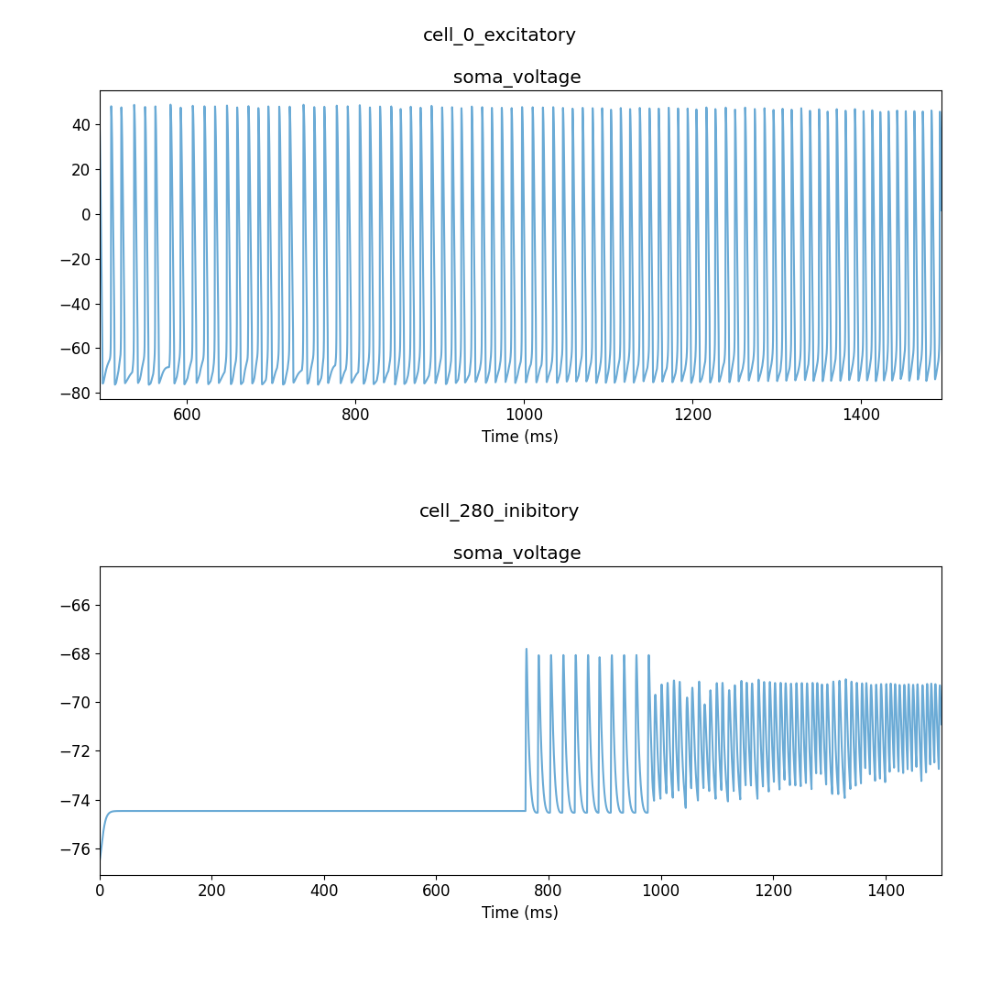 cell_0_excitatory
soma_voltage
40
20
0
−20
−40
−60
−80
600 800 1000 1200 1400
Time (ms)
cell_280_inibitory
soma_voltage
−66
−68
−70
−72
−74
−76
0 200 400 600 800 1000 1200 1400
Time (ms)